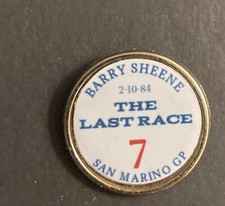 BARRY SHEENE
2-10-84
THE
LAST RACE
7
SAN MARINO GP